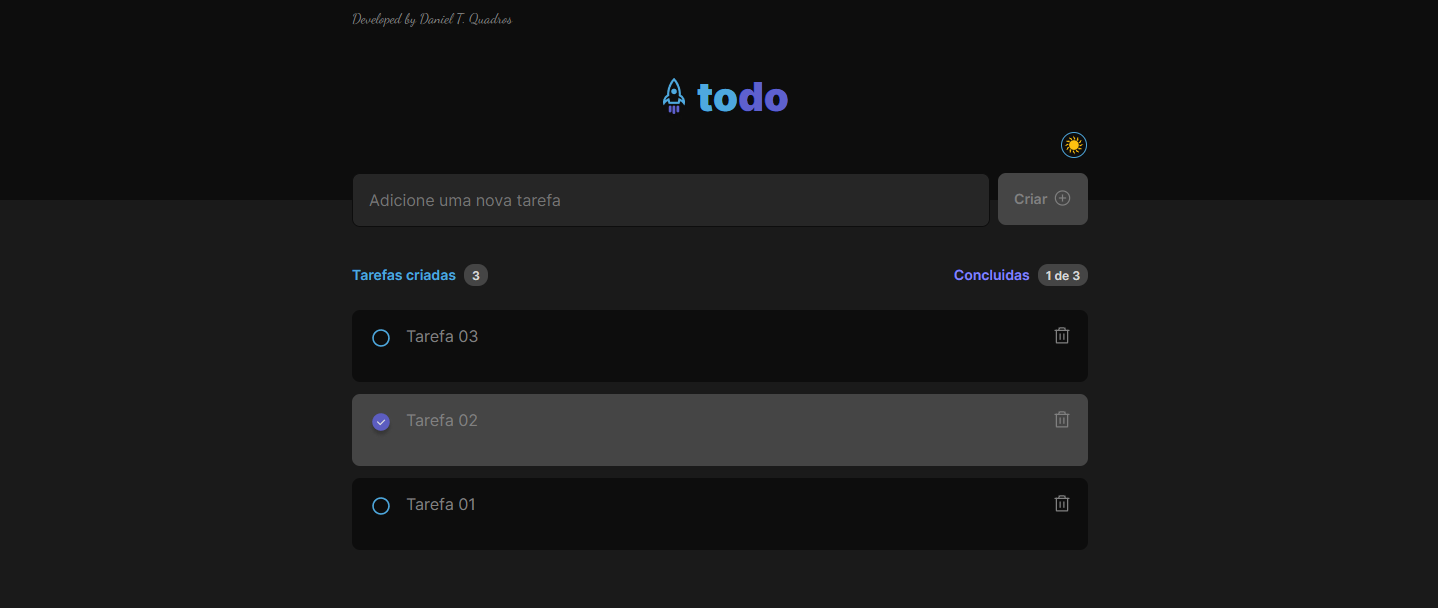 Developed by Daniel T. Quadros
todo
Adicione uma nova tarefa
Criar
Tarefas criadas 3
Concluidas 1 de 3
Tarefa 03
Tarefa 02
Tarefa 01